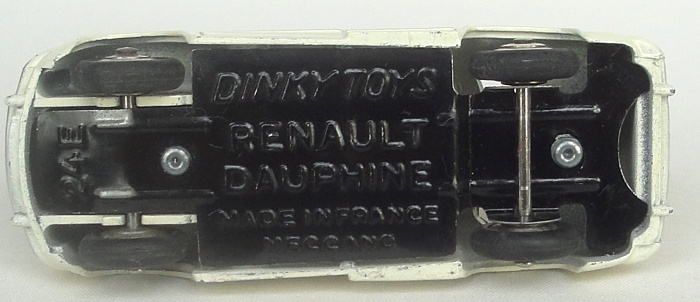 DINKY TOYS
RENAULT
DAUPHINE
MADE IN FRANCE
MECCANO
24E